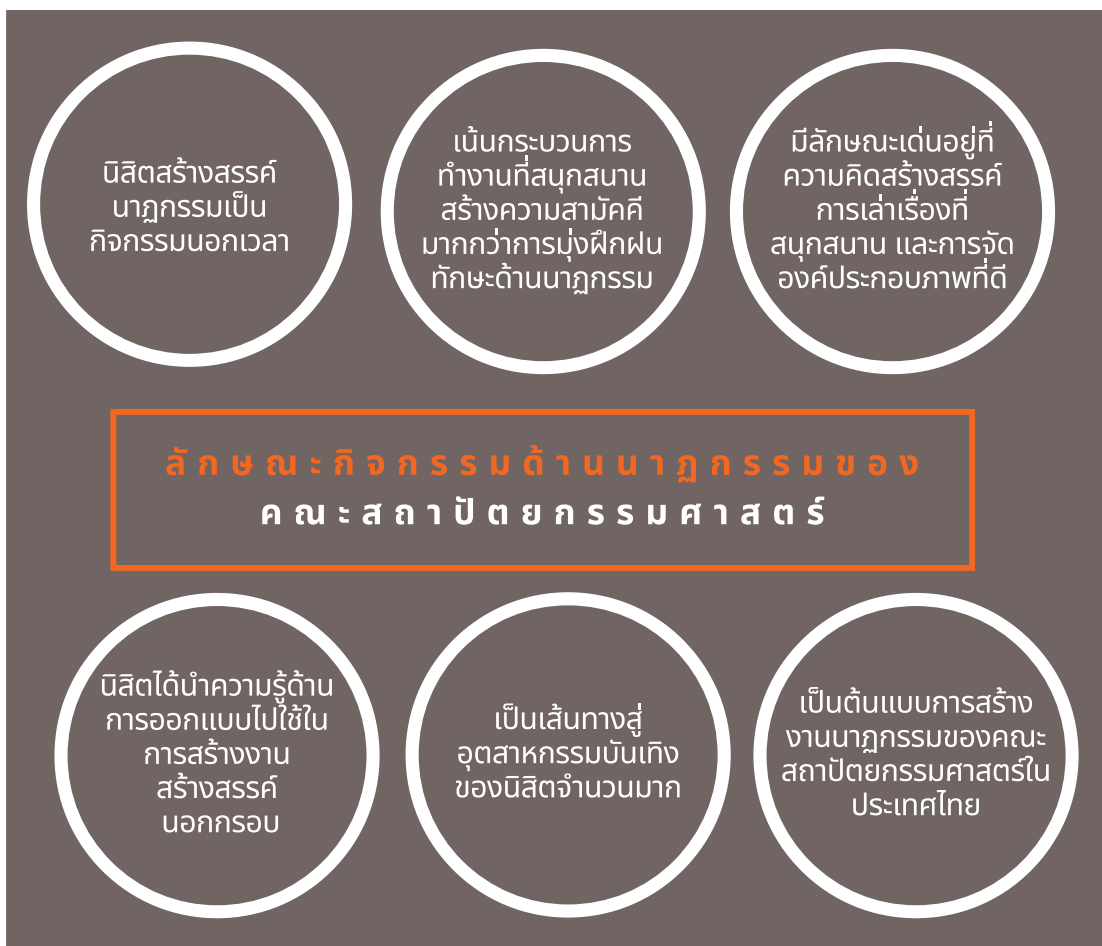 นิสิตสร้างสรรค์
นาฏกรรมเป็น
กิจกรรมนอกเวลา
เน้นกระบวนการ
ทำงานที่สนุกสนาน
สร้างความสามัคคี
มากกว่าการมุ่งฝึกฝน
ทักษะด้านนาฏกรรม
มีลักษณะเด่นอยู่ที่
ความคิดสร้างสรรค์
การเล่าเรื่องที่
สนุกสนาน และการจัด
องค์ประกอบภาพที่ดี
ลักษณะกิจกรรมด้านนาฏกรรมของ
คณะสถาปัตยกรรมศาสตร์
นิสิตได้นำความรู้ด้าน
การออกแบบไปใช้ใน
การสร้างงาน
สร้างสรรค์
นอกกรอบ
เป็นเส้นทางสู่
อุตสาหกรรมบันเทิง
ของนิสิตจำนวนมาก
เป็นต้นแบบการสร้าง
งานนาฏกรรมของคณะ
สถาปัตยกรรมศาสตร์ใน
ประเทศไทย